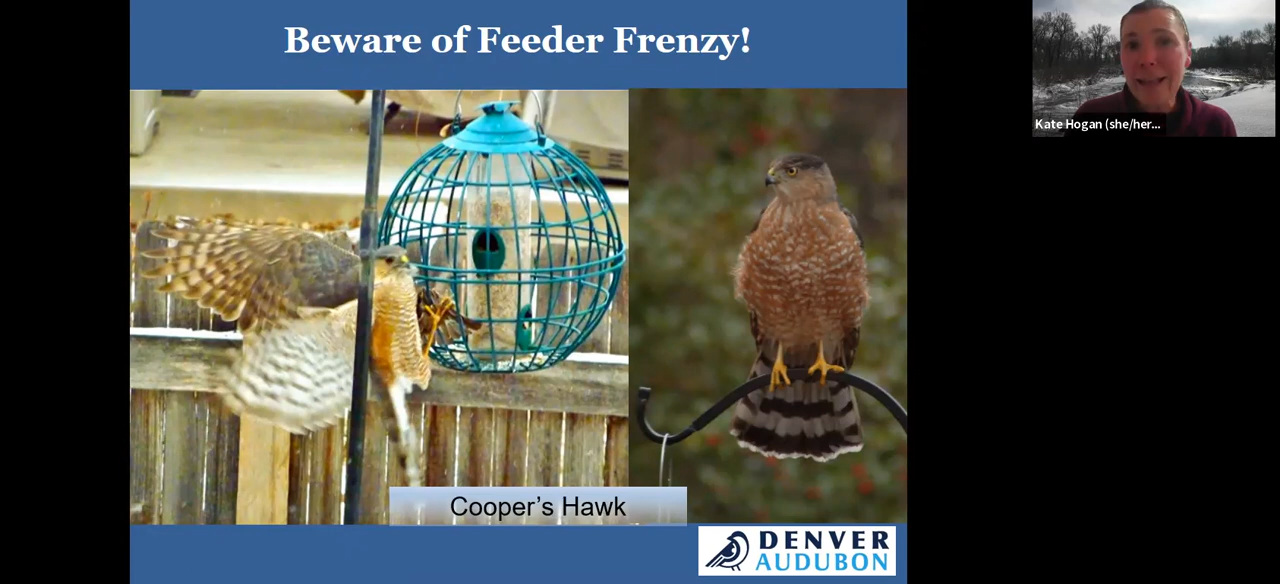 Beware of Feeder Frenzy!
Kate Hogan (she/her...
Cooper's Hawk
DENVER
AUDUBON